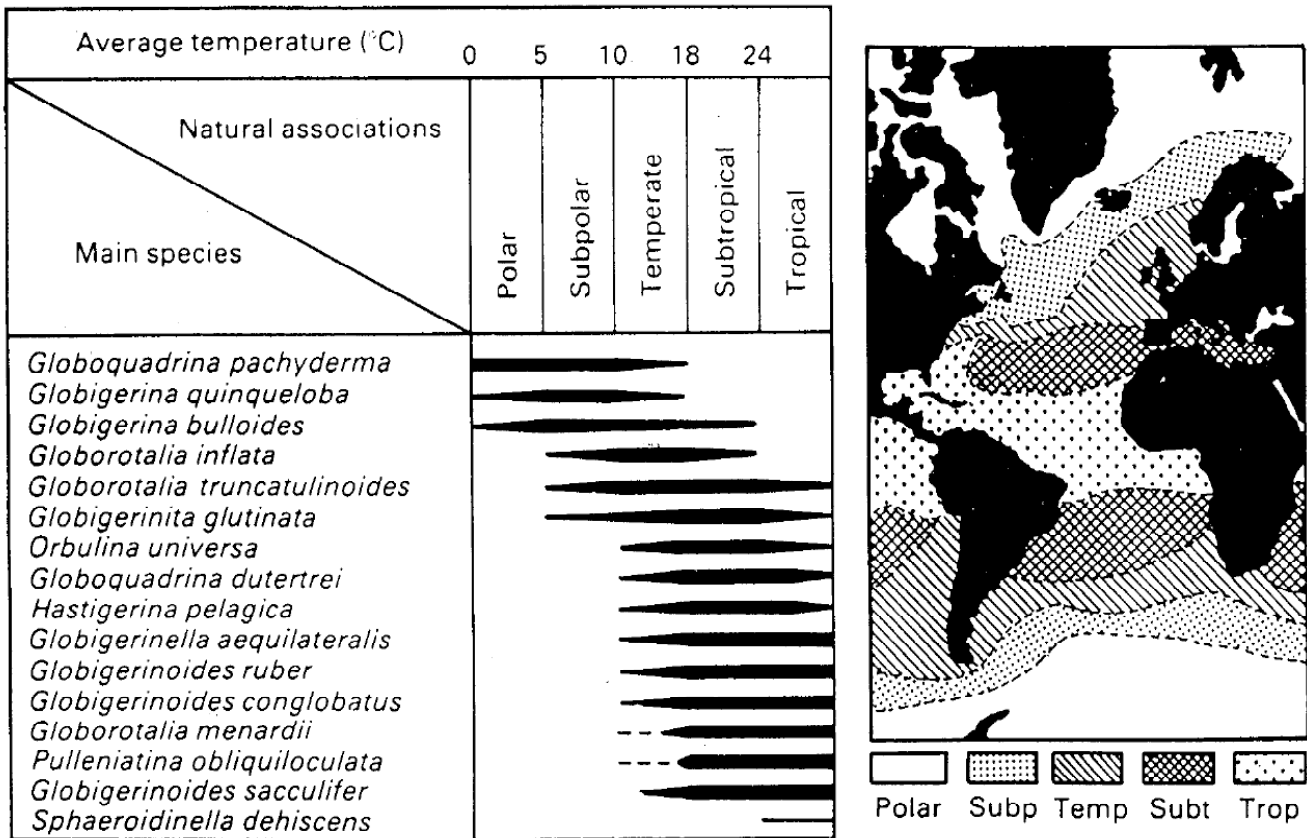 Average temperature (°C) 0 5 10 18 24
Natural associations
Main species
Polar
Subpolar
Temperate
Subtropical
Tropical
Globoquadrina pachyderma
Globigerina quinqueloba
Globigerina bulloides
Globorotalia inflata
Globorotalia truncatulinoides
Globigerinita glutinata
Orbulina universa
Globoquadrina dutertrei
Hastigerina pelagica
Globigerinella aequilateralis
Globigerinoides ruber
Globigerinoides conglobatus
Globorotalia menardii
Pulleniatina obliquiloculata
Globigerinoides sacculifer
Sphaeroidinella dehiscens
Polar Subp Temp Subt Trop